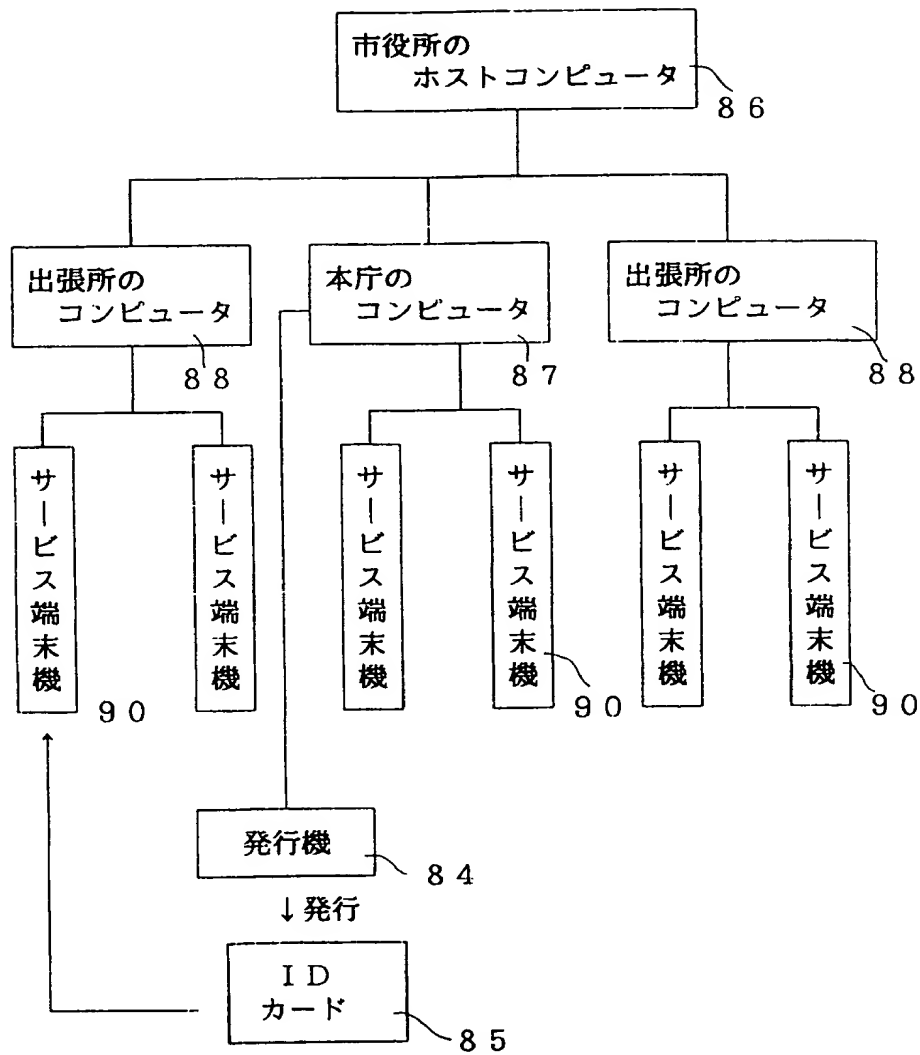 市役所の
ホストコンピュータ
８６
出張所の
コンピュータ
８８
本庁の
コンピュータ
８７
出張所の
コンピュータ
８８
サービス端末機
９０
サービス端末機
サービス端末機
サービス端末機
９０
サービス端末機
サービス端末機
９０
発行機
８４
↓発行
ＩＤ
カード
８５